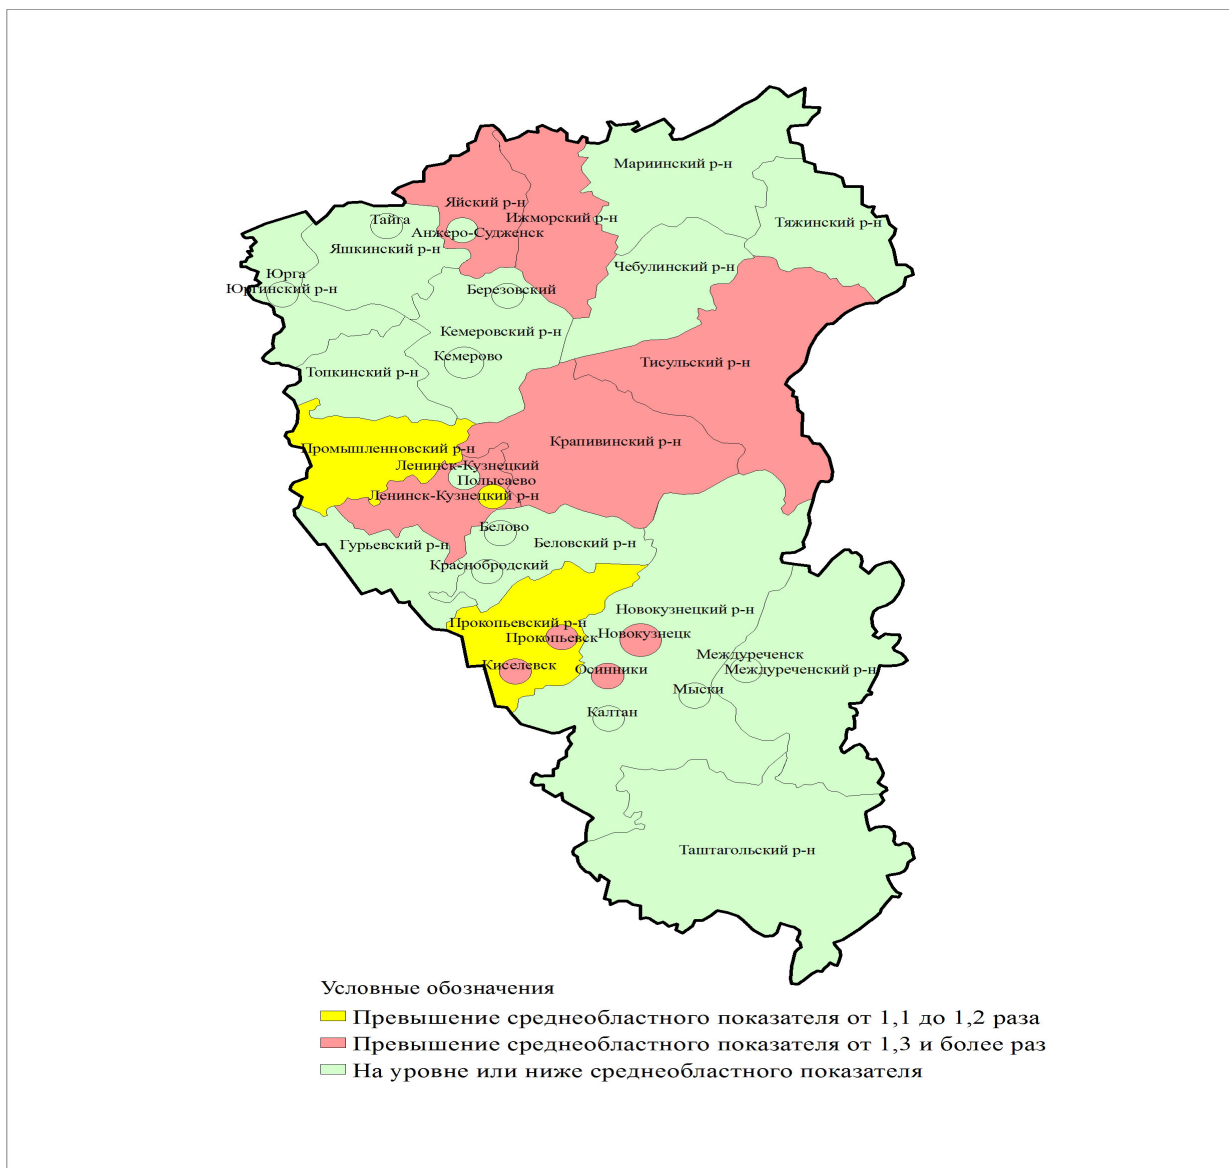 Мариинский р-н
Яйский р-н
Ижморский р-н
Тяжинский р-н
Тайга
Анжеро-Судженск
Яшкинский р-н
Чебулинский р-н
Юрга
Юргинский р-н
Березовский
Кемеровский р-н
Кемерово
Тисульский р-н
Топкинский р-н
Крапивинский р-н
Промышленновский р-н
Ленинск-Кузнецкий
Полысаево
Ленинск-Кузнецкий р-н
Белово
Гурьевский р-н
Беловский р-н
Краснобродский
Новокузнецкий р-н
Прокопьевский р-н
Прокопьевск
Новокузнецк
Междуреченск
Киселевск
Осинники
Междуреченский р-н
Мыски
Калтан
Таштагольский р-н
Условные обозначения
Превышение среднеобластного показателя от 1,1 до 1,2 раза
Превышение среднеобластного показателя от 1,3 и более раз
На уровне или ниже среднеобластного показателя